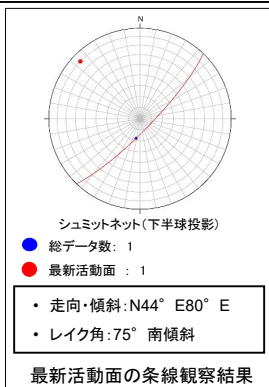 N
シュミットネット(下半球投影)
総データ数: 1
最新活動面 : 1
・ 走向・傾斜:N44°E80°E
・ レイク角:75°南傾斜
最新活動面の条線観察結果